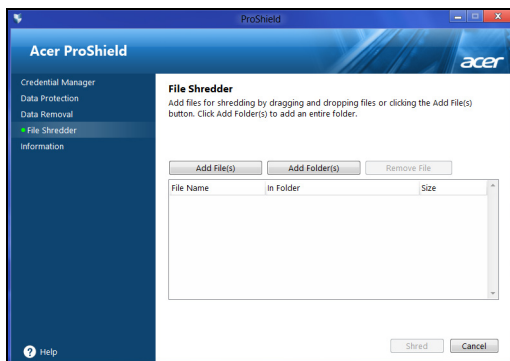 ProShield
Acer ProShield
acer
Credential Manager
Data Protection
Data Removal
File Shredder
Information
Help
File Shredder
Add files for shredding by dragging and dropping files or clicking the Add File(s)
button. Click Add Folder(s) to add an entire folder.
Add File(s) Add Folder(s) Remove File
File Name In Folder Size
Shred Cancel